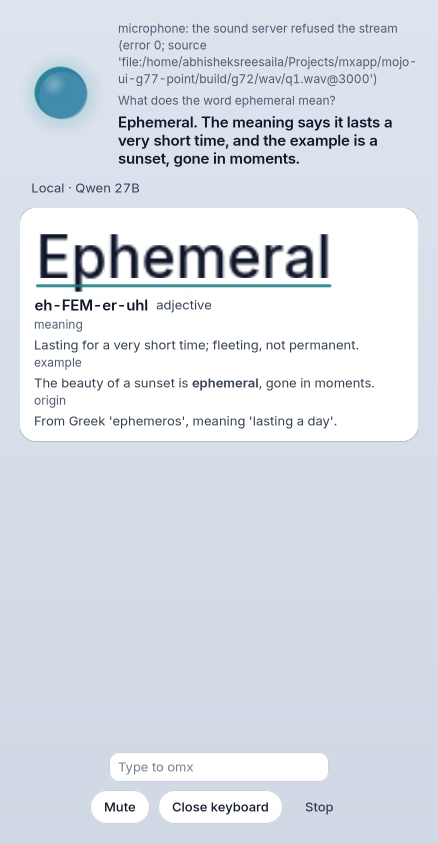 microphone: the sound server refused the stream
(error 0; source
'file:/home/abhisheksreesaila/Projects/mxapp/mojo-
ui-g77-point/build/g72/wav/q1.wav@3000')
What does the word ephemeral mean?
Ephemeral. The meaning says it lasts a
very short time, and the example is a
sunset, gone in moments.
Local · Qwen 27B
Ephemeral
eh-FEM-er-uhl adjective
meaning
Lasting for a very short time; fleeting, not permanent.
example
The beauty of a sunset is ephemeral, gone in moments.
origin
From Greek 'ephemeros', meaning 'lasting a day'.
Type to omx
Mute Close keyboard Stop